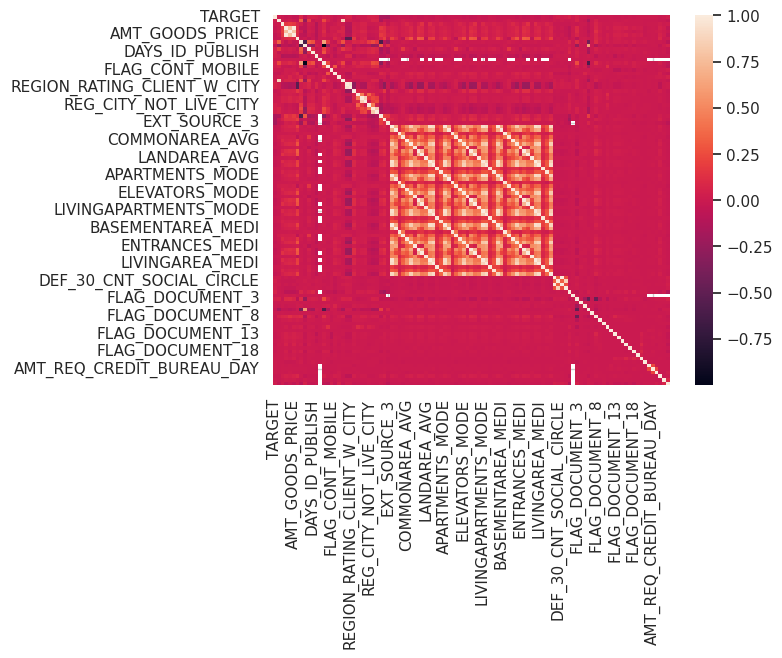 TARGET
AMT_GOODS_PRICE
DAYS_ID_PUBLISH
FLAG_CONT_MOBILE
REGION_RATING_CLIENT_W_CITY
REG_CITY_NOT_LIVE_CITY
EXT_SOURCE_3
COMMONAREA_AVG
LANDAREA_AVG
APARTMENTS_MODE
ELEVATORS_MODE
LIVINGAPARTMENTS_MODE
BASEMENTAREA_MEDI
ENTRANCES_MEDI
LIVINGAREA_MEDI
DEF_30_CNT_SOCIAL_CIRCLE
FLAG_DOCUMENT_3
FLAG_DOCUMENT_8
FLAG_DOCUMENT_13
FLAG_DOCUMENT_18
AMT_REQ_CREDIT_BUREAU_DAY
TARGET
AMT_GOODS_PRICE
DAYS_ID_PUBLISH
FLAG_CONT_MOBILE
REGION_RATING_CLIENT_W_CITY
REG_CITY_NOT_LIVE_CITY
EXT_SOURCE_3
COMMONAREA_AVG
LANDAREA_AVG
APARTMENTS_MODE
ELEVATORS_MODE
LIVINGAPARTMENTS_MODE
BASEMENTAREA_MEDI
ENTRANCES_MEDI
LIVINGAREA_MEDI
DEF_30_CNT_SOCIAL_CIRCLE
FLAG_DOCUMENT_3
FLAG_DOCUMENT_8
FLAG_DOCUMENT_13
FLAG_DOCUMENT_18
AMT_REQ_CREDIT_BUREAU_DAY
1.00
0.75
0.50
0.25
0.00
−0.25
−0.50
−0.75